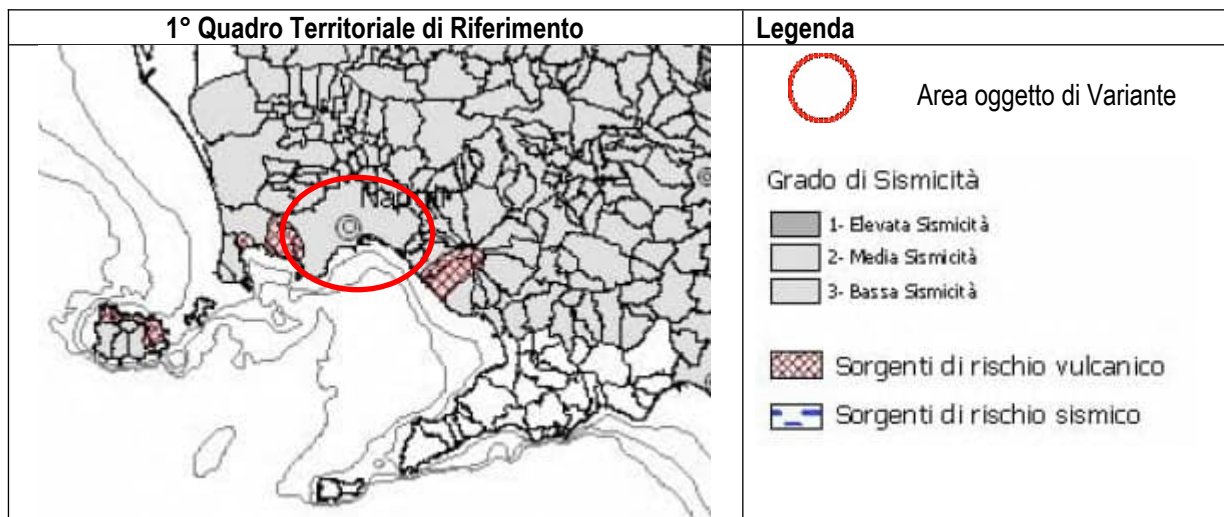 1° Quadro Territoriale di Riferimento
Legenda
Napoli
Area oggetto di Variante
Grado di Sismicità
1- Elevata Sismicità
2- Media Sismicità
3- Bassa Sismicità
Sorgenti di rischio vulcanico
Sorgenti di rischio sismico